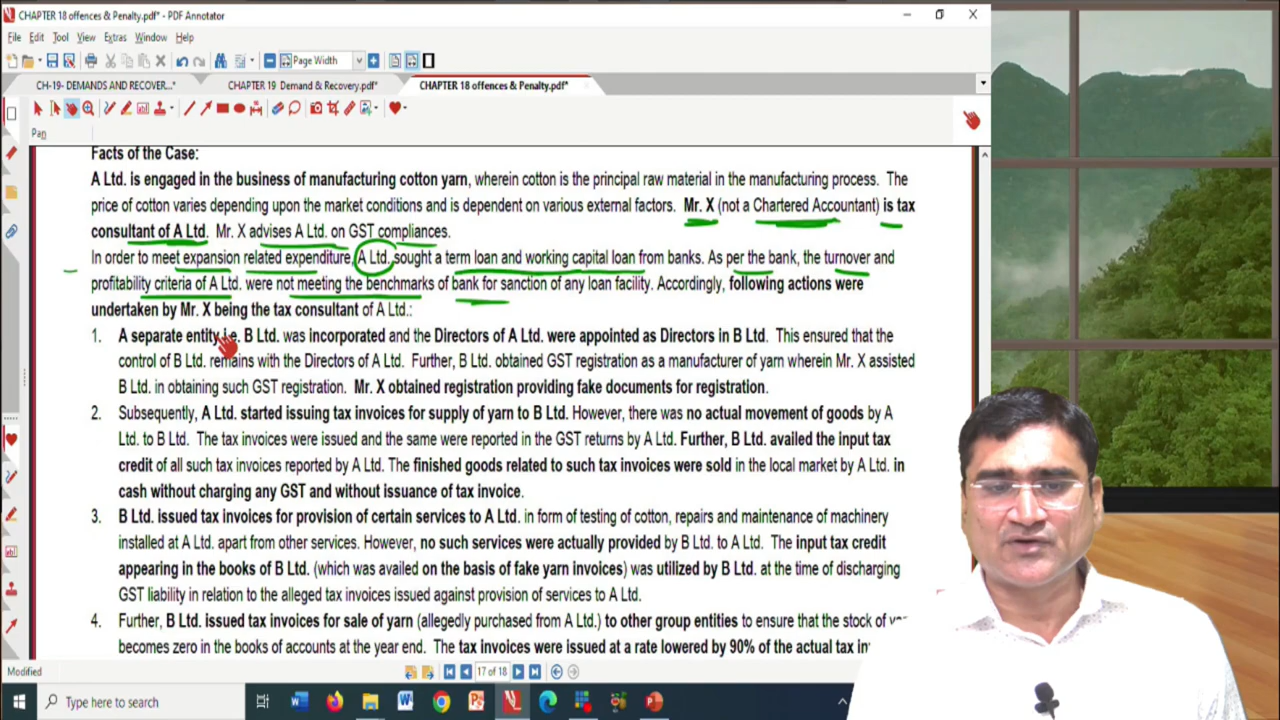 CHAPTER 18 offences & Penalty.pdf* - PDF Annotator
File Edit Tool View Extras Window Help
Page Width
CH-19- DEMANDS AND RECOVER...* CHAPTER 19 Demand & Recovery.pdf* CHAPTER 18 offences & Penalty.pdf*
Pan
Facts of the Case:
A Ltd. is engaged in the business of manufacturing cotton yarn, wherein cotton is the principal raw material in the manufacturing process. The
price of cotton varies depending upon the market conditions and is dependent on various external factors. Mr. X (not a Chartered Accountant) is tax
consultant of A Ltd. Mr. X advises A Ltd. on GST compliances.
In order to meet expansion related expenditure, A Ltd. sought a term loan and working capital loan from banks. As per the bank, the turnover and
profitability criteria of A Ltd. were not meeting the benchmarks of bank for sanction of any loan facility. Accordingly, following actions were
undertaken by Mr. X being the tax consultant of A Ltd.:
1. A separate entity i.e. B Ltd. was incorporated and the Directors of A Ltd. were appointed as Directors in B Ltd. This ensured that the
control of B Ltd. remains with the Directors of A Ltd. Further, B Ltd. obtained GST registration as a manufacturer of yarn wherein Mr. X assisted
B Ltd. in obtaining such GST registration. Mr. X obtained registration providing fake documents for registration.
2. Subsequently, A Ltd. started issuing tax invoices for supply of yarn to B Ltd. However, there was no actual movement of goods by A
Ltd. to B Ltd. The tax invoices were issued and the same were reported in the GST returns by A Ltd. Further, B Ltd. availed the input tax
credit of all such tax invoices reported by A Ltd. The finished goods related to such tax invoices were sold in the local market by A Ltd. in
cash without charging any GST and without issuance of tax invoice.
3. B Ltd. issued tax invoices for provision of certain services to A Ltd. in form of testing of cotton, repairs and maintenance of machinery
installed at A Ltd. apart from other services. However, no such services were actually provided by B Ltd. to A Ltd. The input tax credit
appearing in the books of B Ltd. (which was availed on the basis of fake yarn invoices) was utilized by B Ltd. at the time of discharging
GST liability in relation to the alleged tax invoices issued against provision of services to A Ltd.
4. Further, B Ltd. issued tax invoices for sale of yarn (allegedly purchased from A Ltd.) to other group entities to ensure that the stock of
becomes zero in the books of accounts at the year end. The tax invoices were issued at a rate lowered by 90% of the actual tax
Modified 17 of 18
Type here to search